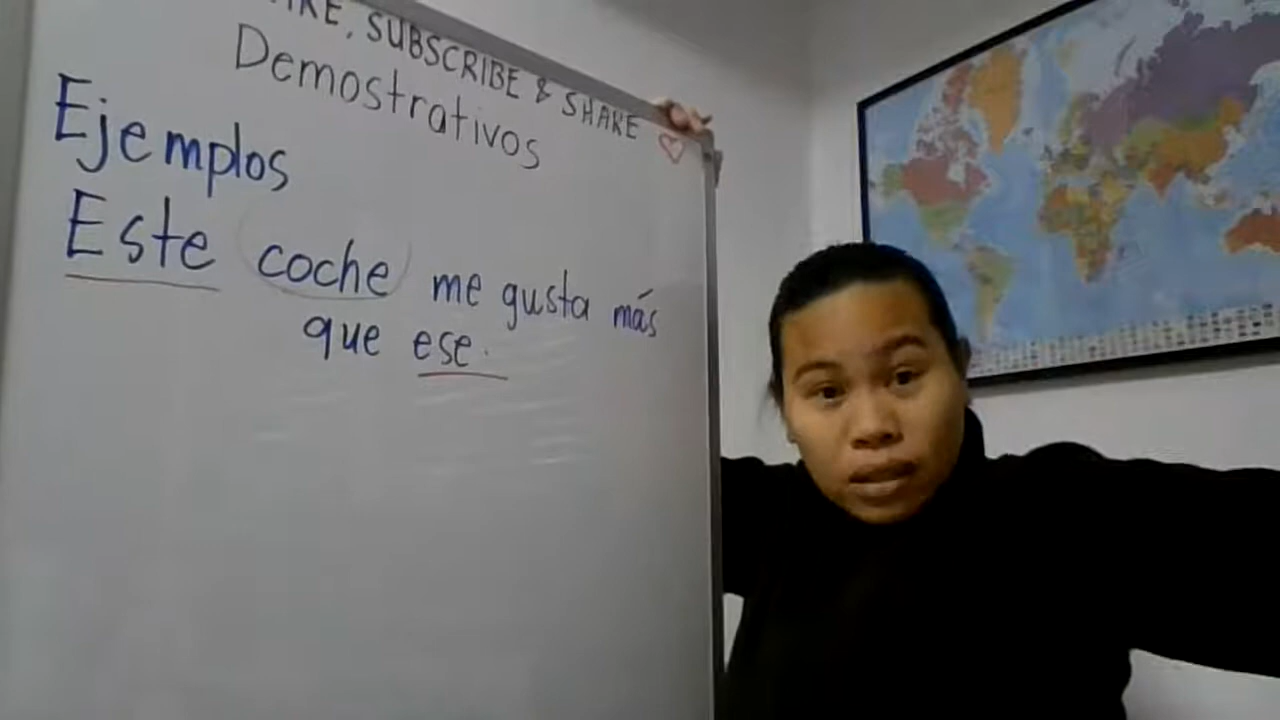 , SUBSCRIBE & SHARE
Demostrativos
Ejemplos
Este coche me gusta más
que ese.